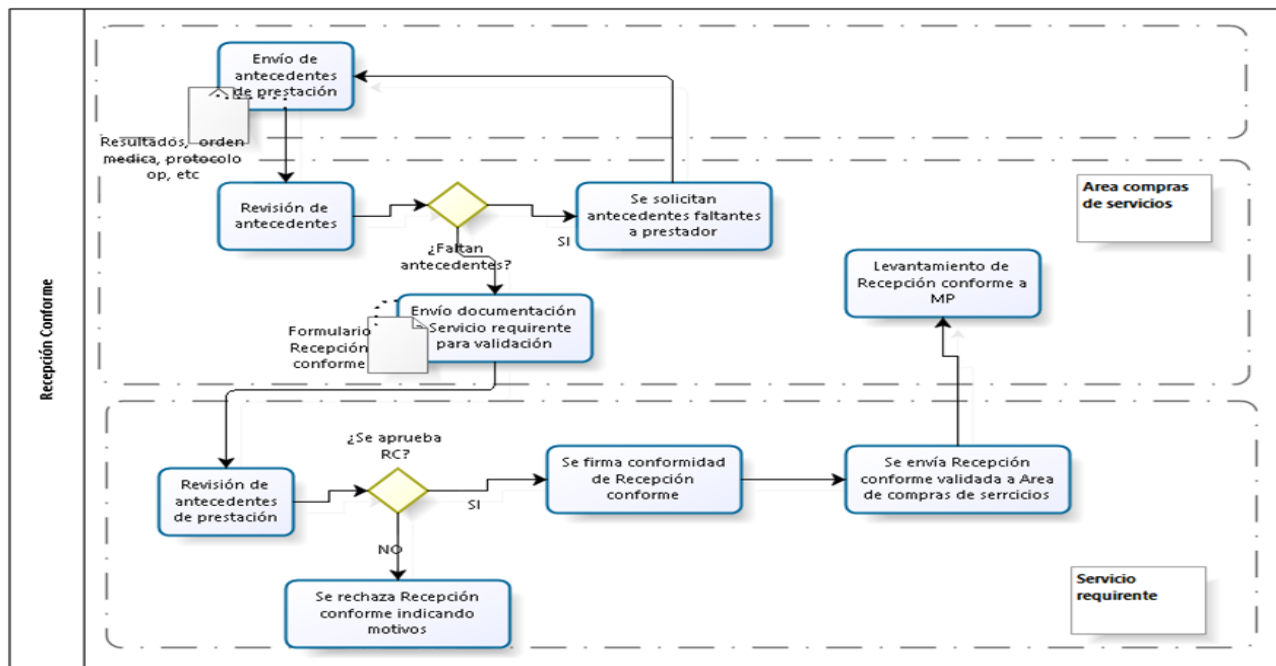 Recepción Conforme
Envío de
antecedentes
de prestación
Resultados, orden
medica, protocolo
op, etc
Revisión de
antecedentes
¿Faltan
antecedentes?
SI
Se solicitan
antecedentes faltantes
a prestador
Area compras
de servicios
Levantamiento de
Recepción conforme a
MP
Envío documentación
Servicio requirente
para validación
Formulario
Recepción
conforme
Revisión de
antecedentes
de prestación
¿Se aprueba
RC?
SI
NO
Se firma conformidad
de Recepción
conforme
Se envía Recepción
conforme validada a Area
de compras de serrcicios
Se rechaza Recepción
conforme indicando
motivos
Servicio
requirente